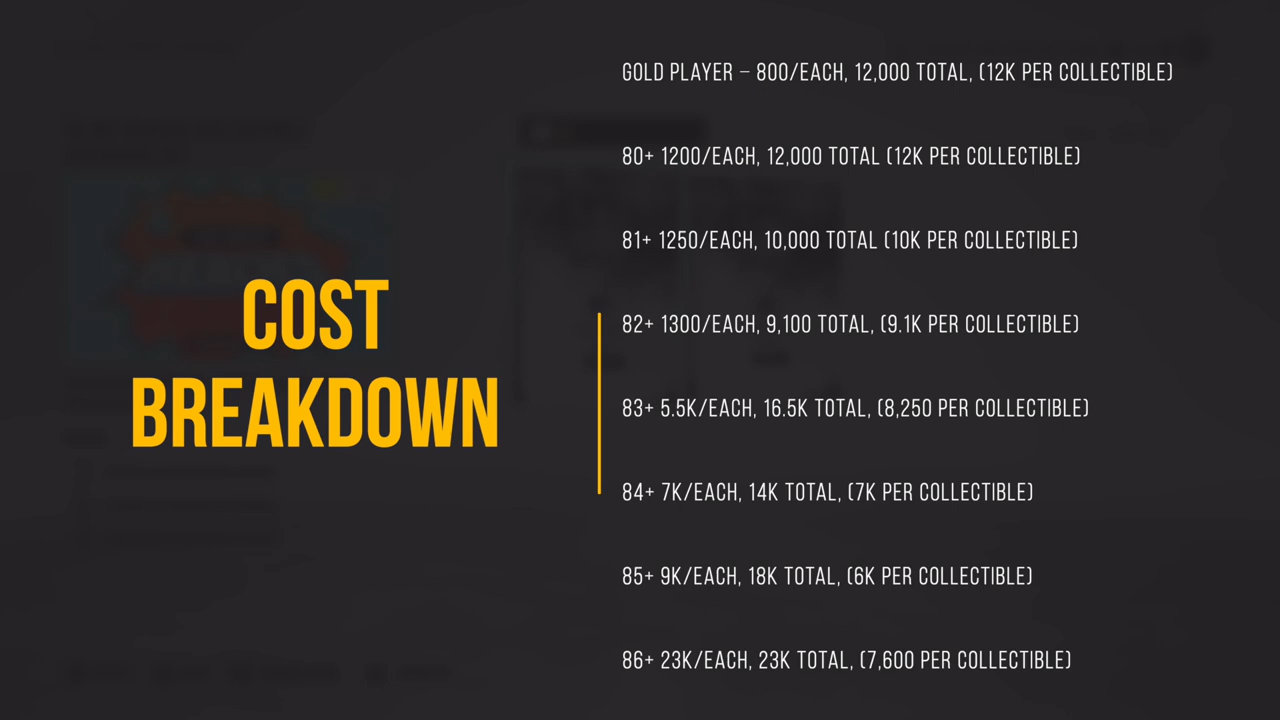 COST
BREAKDOWN
GOLD PLAYER – 800/EACH, 12,000 TOTAL, (12K PER COLLECTIBLE)
80+ 1200/EACH, 12,000 TOTAL (12K PER COLLECTIBLE)
81+ 1250/EACH, 10,000 TOTAL (10K PER COLLECTIBLE)
82+ 1300/EACH, 9,100 TOTAL, (9.1K PER COLLECTIBLE)
83+ 5.5K/EACH, 16.5K TOTAL, (8,250 PER COLLECTIBLE)
84+ 7K/EACH, 14K TOTAL, (7K PER COLLECTIBLE)
85+ 9K/EACH, 18K TOTAL, (6K PER COLLECTIBLE)
86+ 23K/EACH, 23K TOTAL, (7,600 PER COLLECTIBLE)